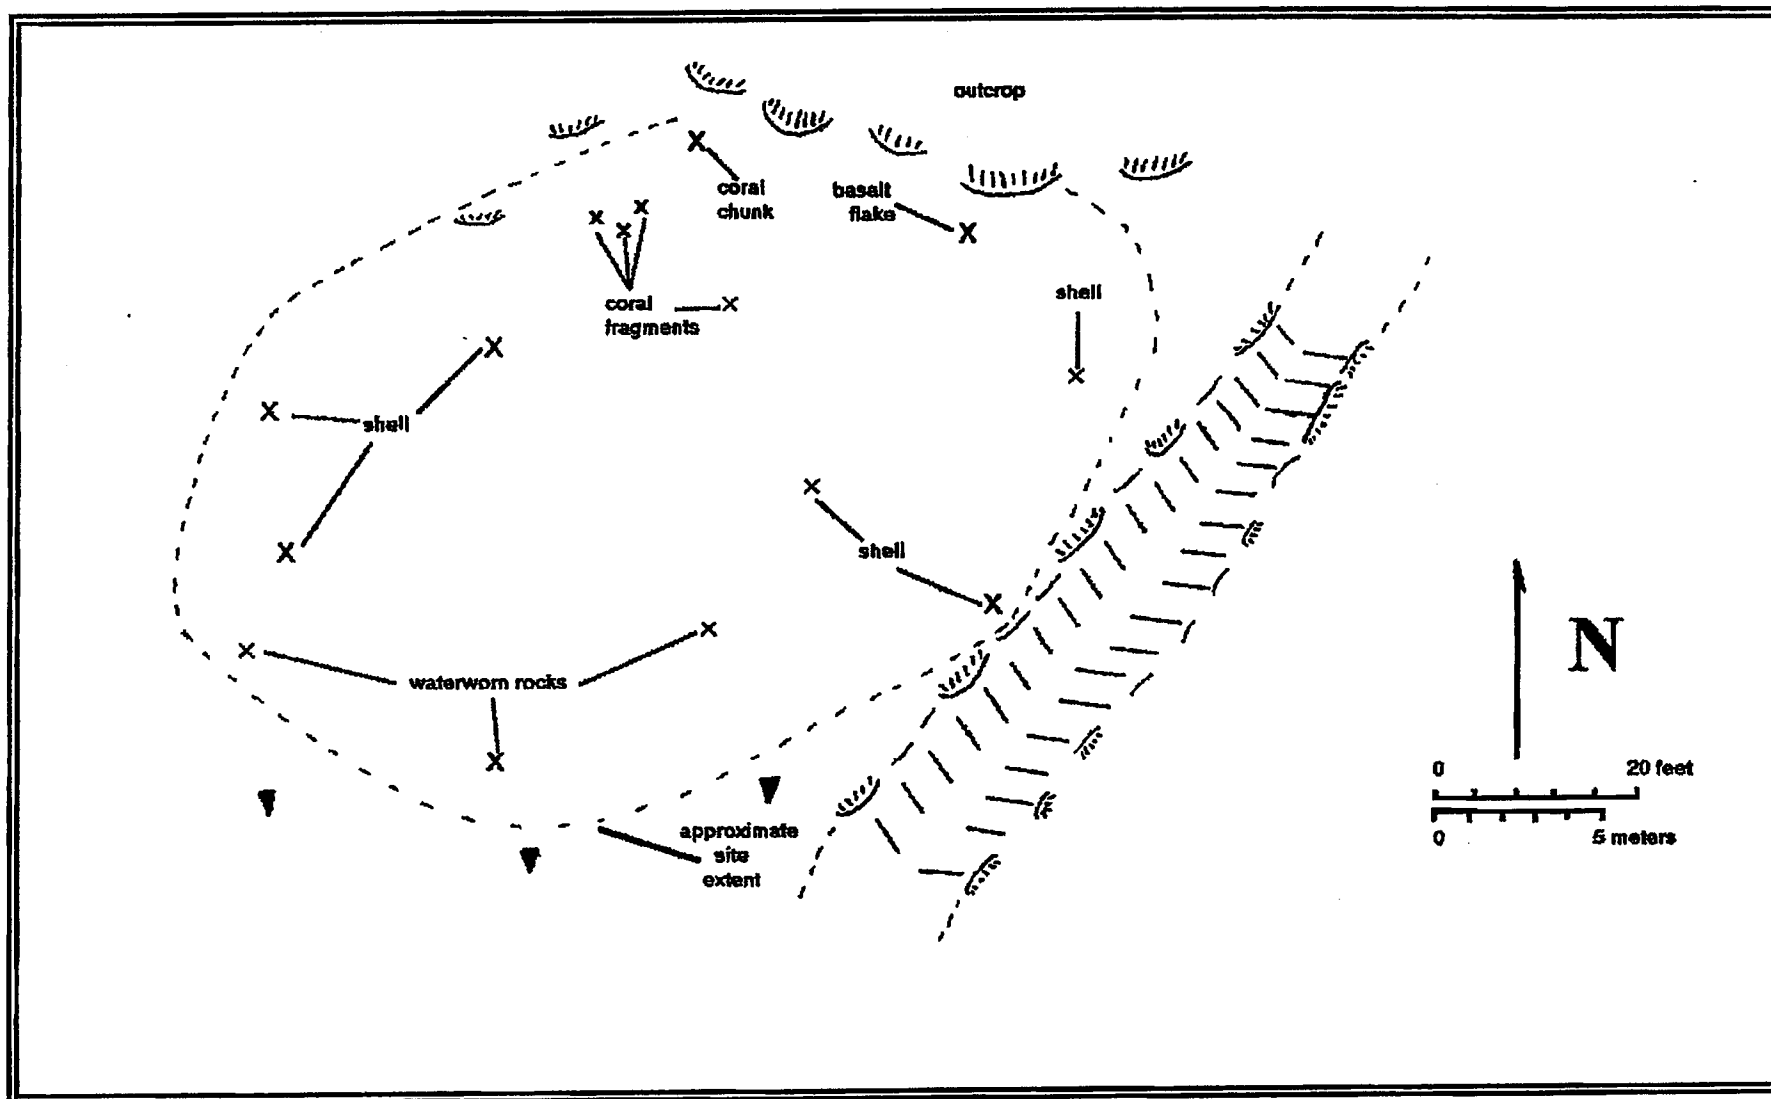 outcrop
coral
chunk
basalt
flake
coral
fragments
shell
shell
shell
waterworn rocks
approximate
site
extent
N
0 20 feet
0 5 meters